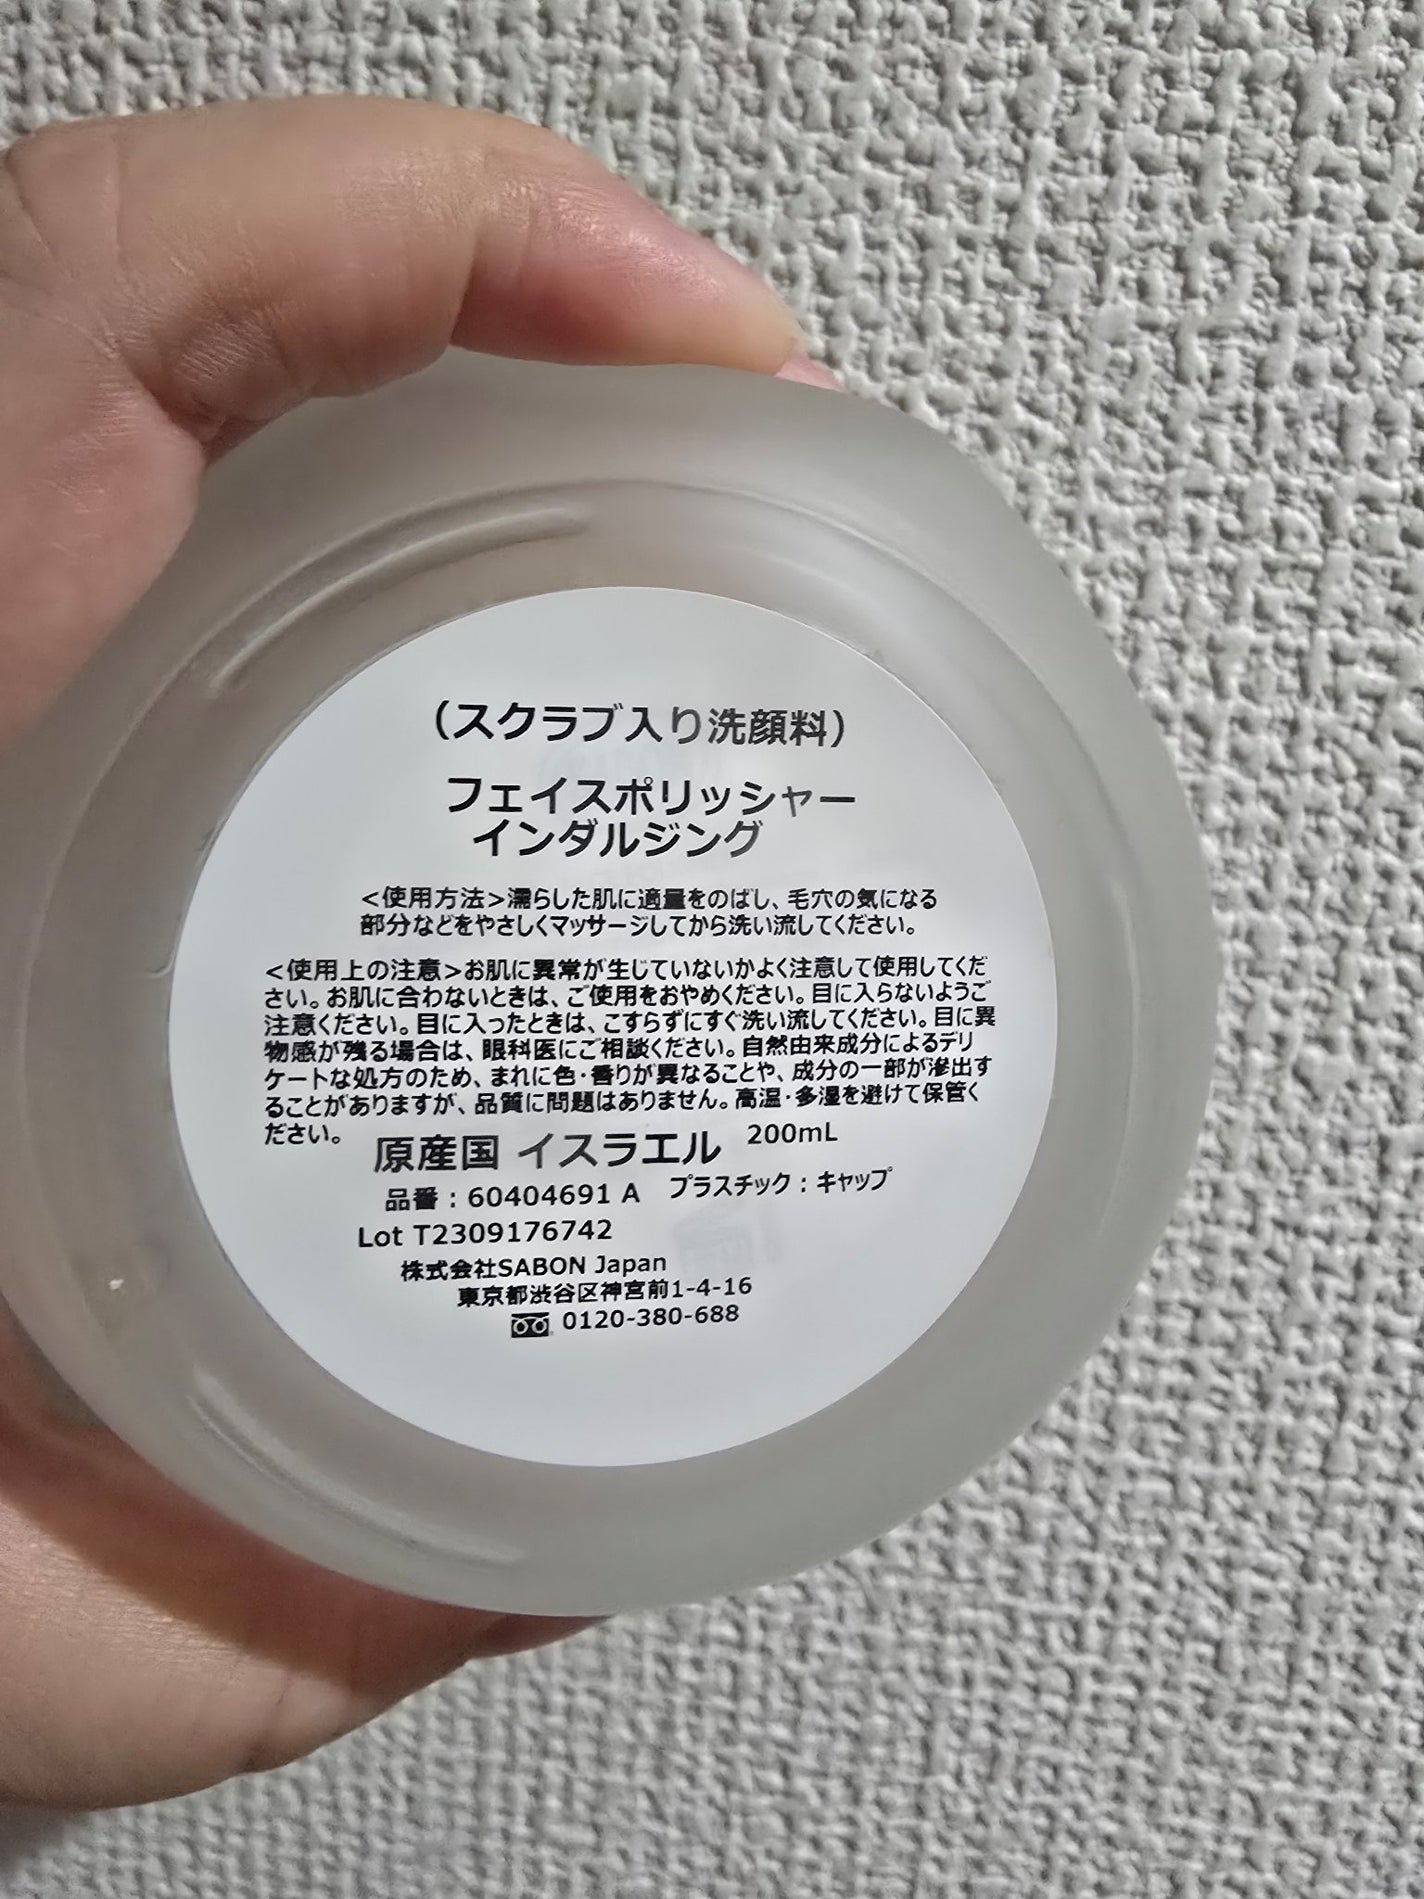 （スクラブ入り洗顔料）
フェイスポリッシャー
インダルジング
＜使用方法＞濡らした肌に適量をのばし、毛穴の気になる
部分などをやさしくマッサージしてから洗い流してください。
＜使用上の注意＞お肌に異常が生じていないかよく注意して使用してくだ
さい。お肌に合わないときは、ご使用をおやめください。目に入らないようご
注意ください。目に入ったときは、こすらずにすぐ洗い流してください。目に異
物感が残る場合は、眼科医にご相談ください。自然由来成分によるデリ
ケートな処方のため、まれに色・香りが異なることや、成分の一部が滲出す
ることがありますが、品質に問題はありません。高温・多湿を避けて保管く
ださい。
原産国 イスラエル 200mL
品番：60404691 A プラスチック：キャップ
Lot T2309176742
株式会社SABON Japan
東京都渋谷区神宮前1-4-16
0120-380-688